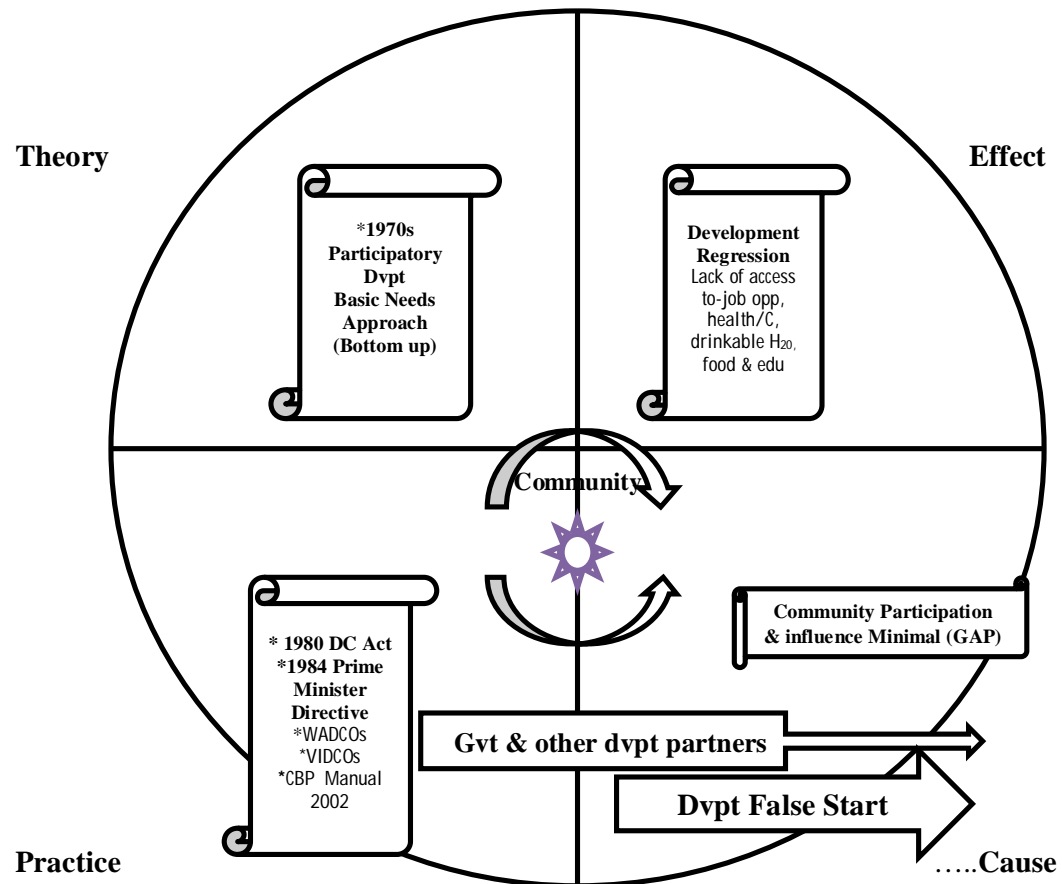 Theory
Effect
*1970s
Participatory
Dvpt
Basic Needs
Approach
(Bottom up)
Development
Regression
Lack of access
to-job opp,
health/C,
drinkable H20,
food & edu
Community
* 1980 DC Act
*1984 Prime
Minister
Directive
*WADCOs
*VIDCOs
*CBP Manual
2002
Community Participation
& influence Minimal (GAP)
Gvt & other dvpt partners
Dvpt False Start
Practice
…..Cause